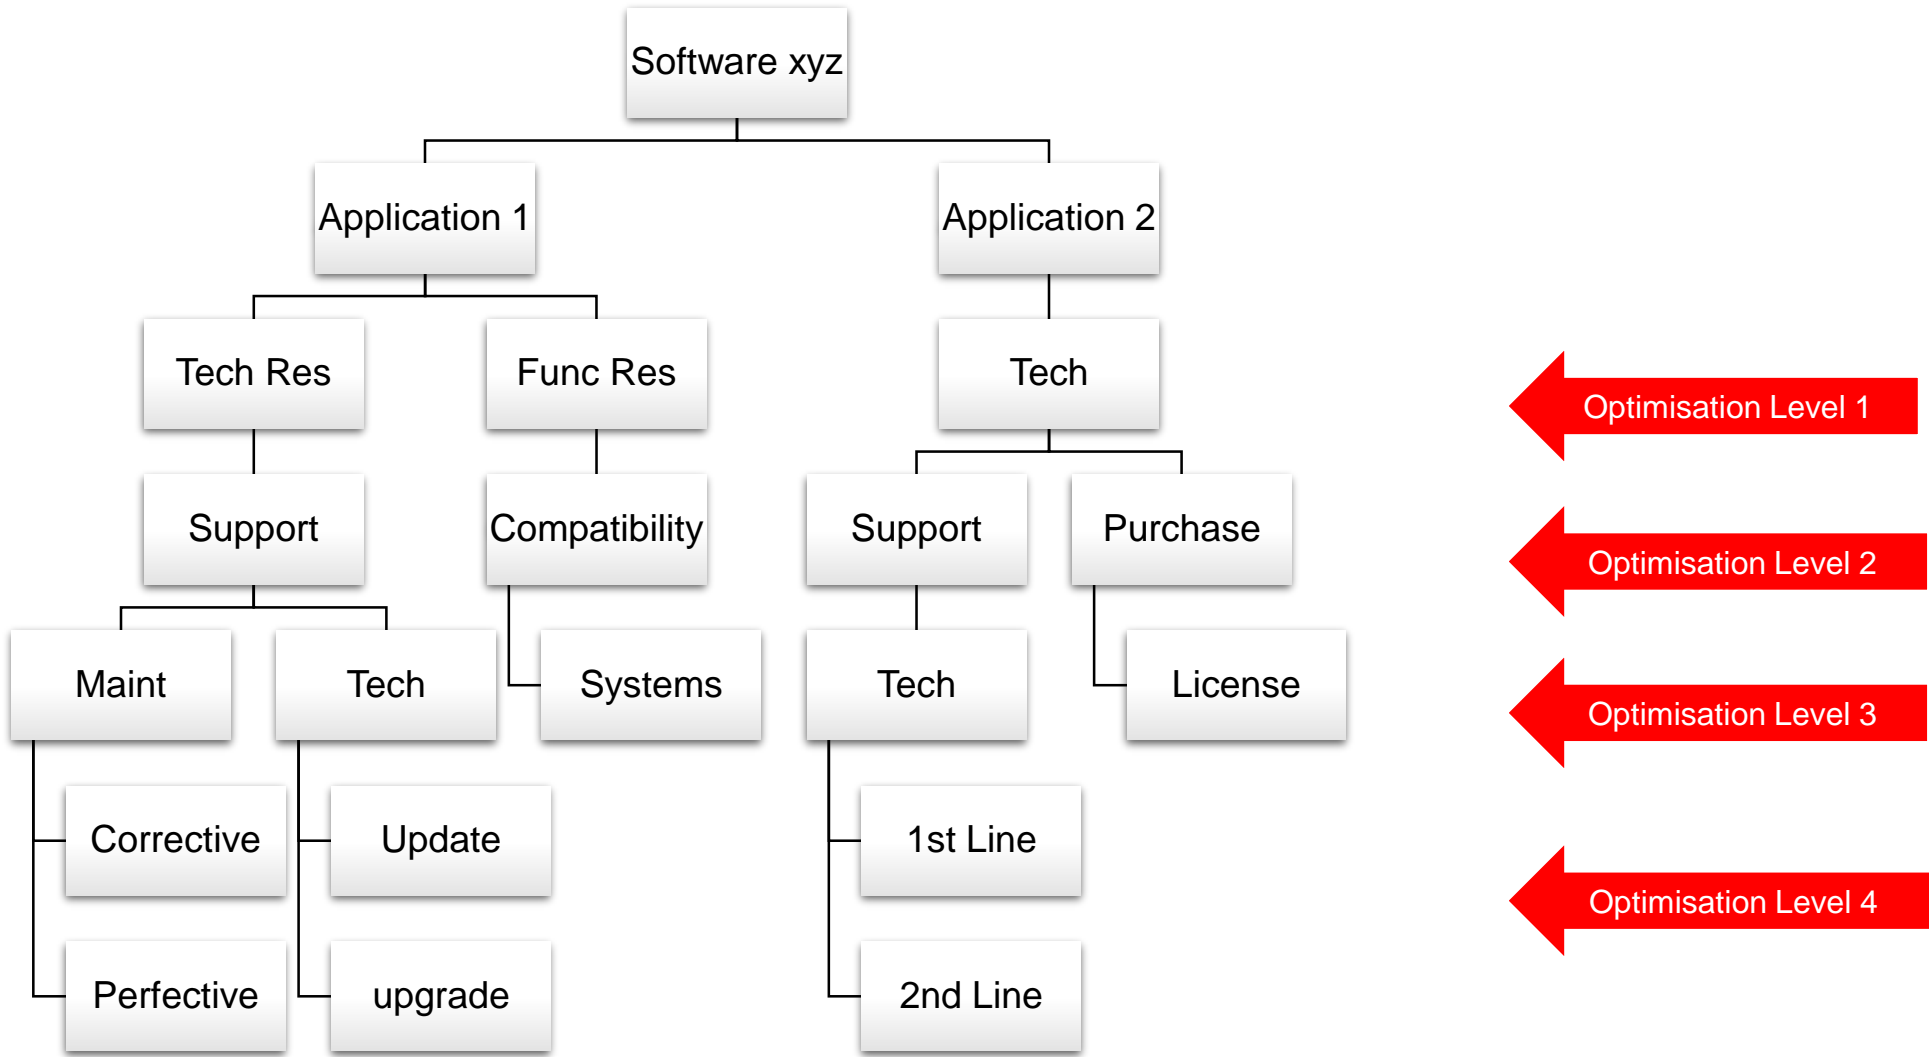 Software xyz
Application 1
Application 2
Tech Res
Func Res
Tech
Optimisation Level 1
Support
Compatibility
Support
Purchase
Optimisation Level 2
Maint
Tech
Systems
Tech
License
Optimisation Level 3
Corrective
Update
1st Line
Optimisation Level 4
Perfective
upgrade
2nd Line